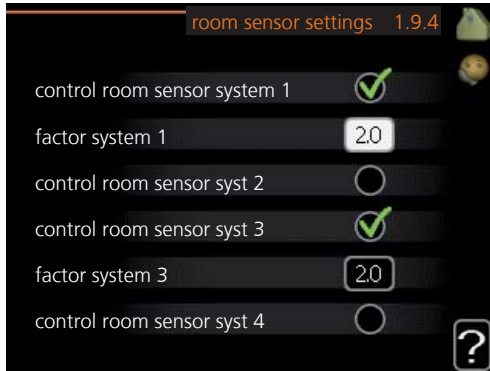 room sensor settings 1.9.4
control room sensor system 1
factor system 1 2.0
control room sensor syst 2
control room sensor syst 3
factor system 3 2.0
control room sensor syst 4
?